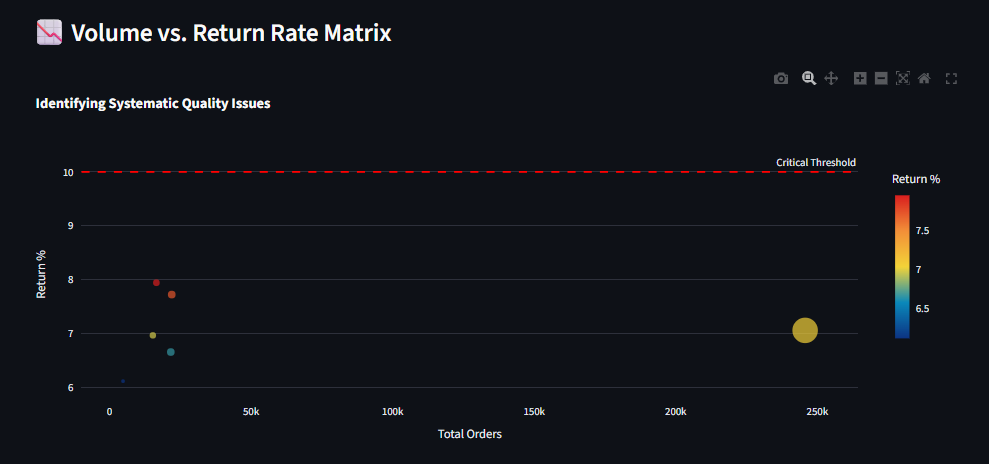 Volume vs. Return Rate Matrix
Identifying Systematic Quality Issues
Critical Threshold
10
9
8
7
6
Return %
0
50k
100k
150k
200k
250k
Total Orders
Return %
7.5
7
6.5